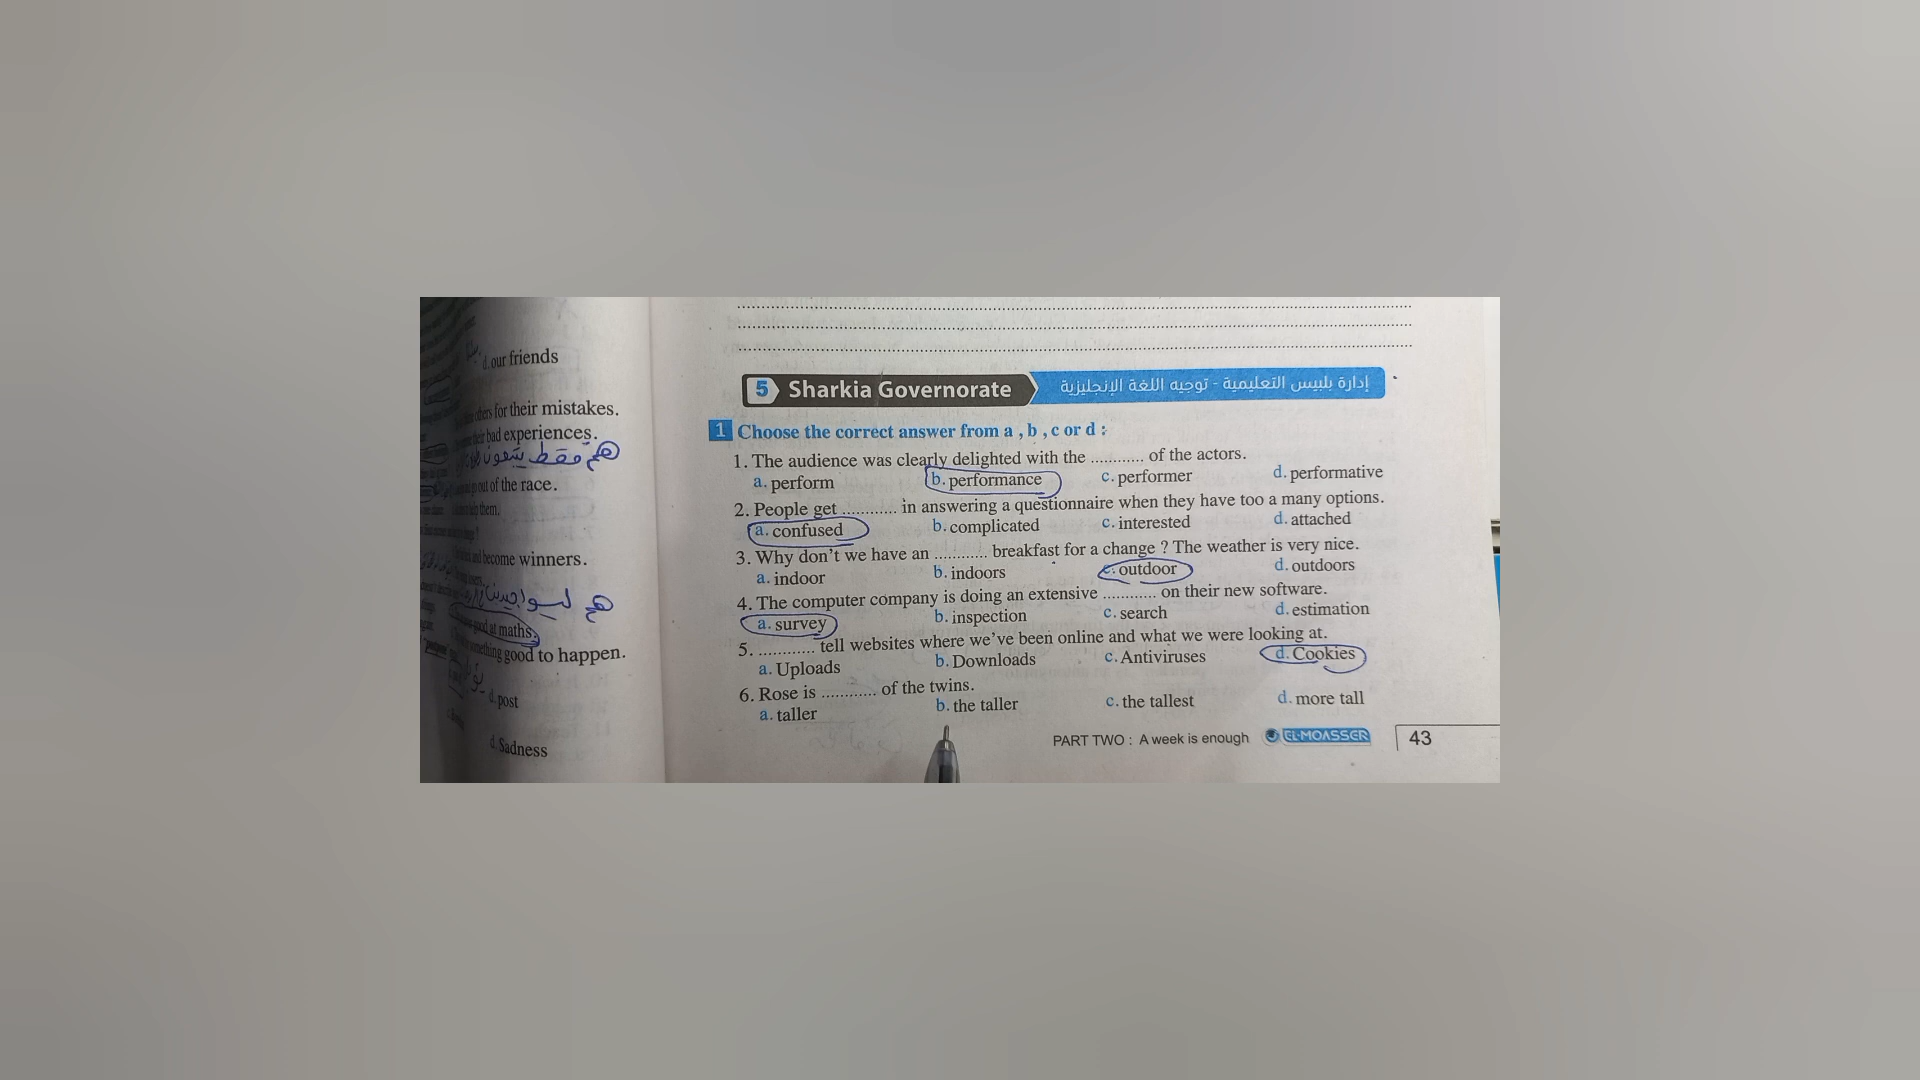 d. our friends
for their mistakes.
bad experiences.
هم فقط
out of the race.
them.
and become winners.
هم ليسوا
good at maths.
something good to happen.
d. post
d. Sadness
5 Sharkia Governorate
إدارة بلبيس التعليمية - توجيه اللغة الإنجليزية
1 Choose the correct answer from a , b , c or d :
1. The audience was clearly delighted with the ............ of the actors.
a. perform b. performance c. performer d. performative
2. People get ............ in answering a questionnaire when they have too a many options.
a. confused b. complicated c. interested d. attached
3. Why don't we have an ............ breakfast for a change ? The weather is very nice.
a. indoor b. indoors c. outdoor d. outdoors
4. The computer company is doing an extensive ............ on their new software.
a. survey b. inspection c. search d. estimation
5. ............ tell websites where we've been online and what we were looking at.
a. Uploads b. Downloads c. Antiviruses d. Cookies
6. Rose is ............ of the twins.
a. taller b. the taller c. the tallest d. more tall
PART TWO : A week is enough EL-MOASSER 43